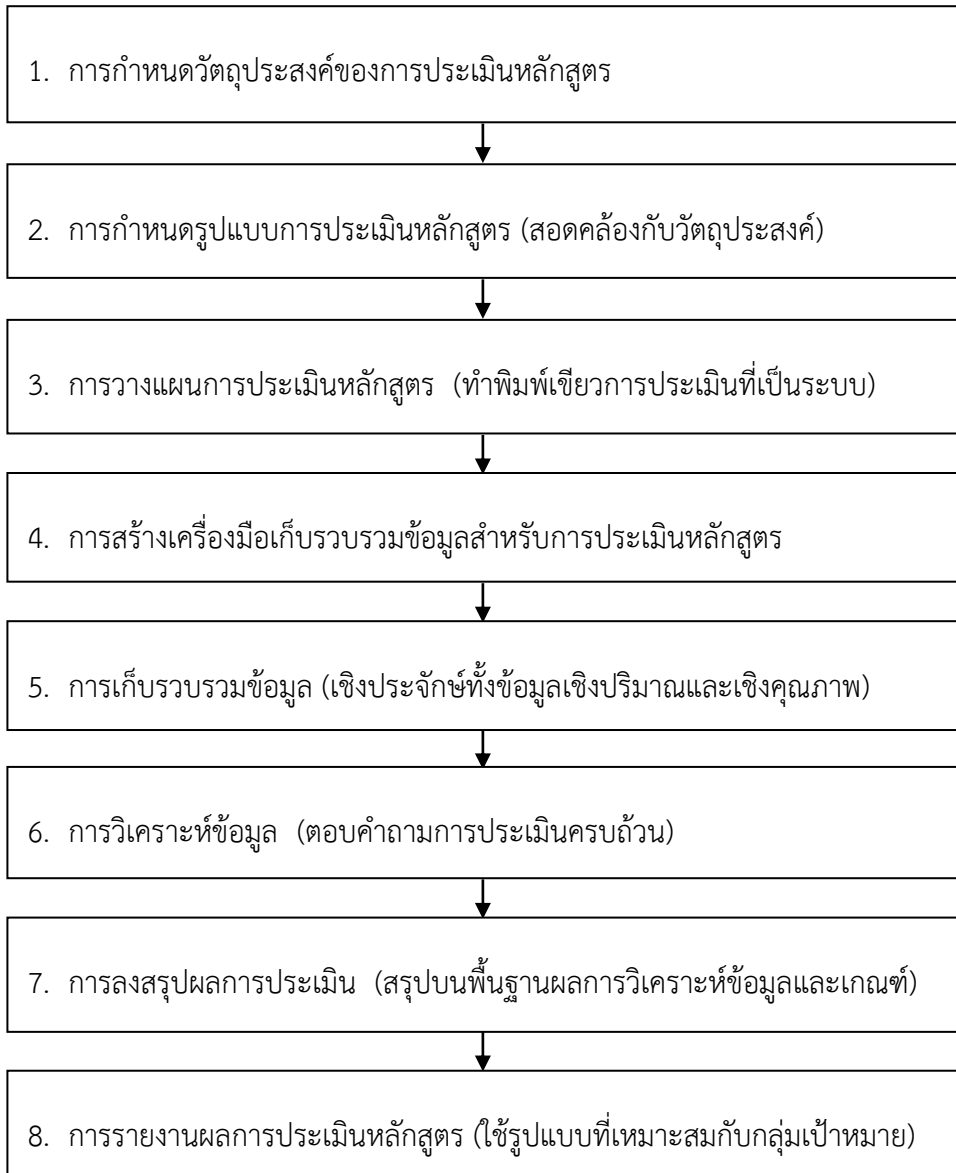 1. การกำหนดวัตถุประสงค์ของการประเมินหลักสูตร
2. การกำหนดรูปแบบการประเมินหลักสูตร (สอดคล้องกับวัตถุประสงค์)
3. การวางแผนการประเมินหลักสูตร (ทำพิมพ์เขียวการประเมินที่เป็นระบบ)
4. การสร้างเครื่องมือเก็บรวบรวมข้อมูลสำหรับการประเมินหลักสูตร
5. การเก็บรวบรวมข้อมูล (เชิงประจักษ์ทั้งข้อมูลเชิงปริมาณและเชิงคุณภาพ)
6. การวิเคราะห์ข้อมูล (ตอบคำถามการประเมินครบถ้วน)
7. การลงสรุปผลการประเมิน (สรุปบนพื้นฐานผลการวิเคราะห์ข้อมูลและเกณฑ์)
8. การรายงานผลการประเมินหลักสูตร (ใช้รูปแบบที่เหมาะสมกับกลุ่มเป้าหมาย)